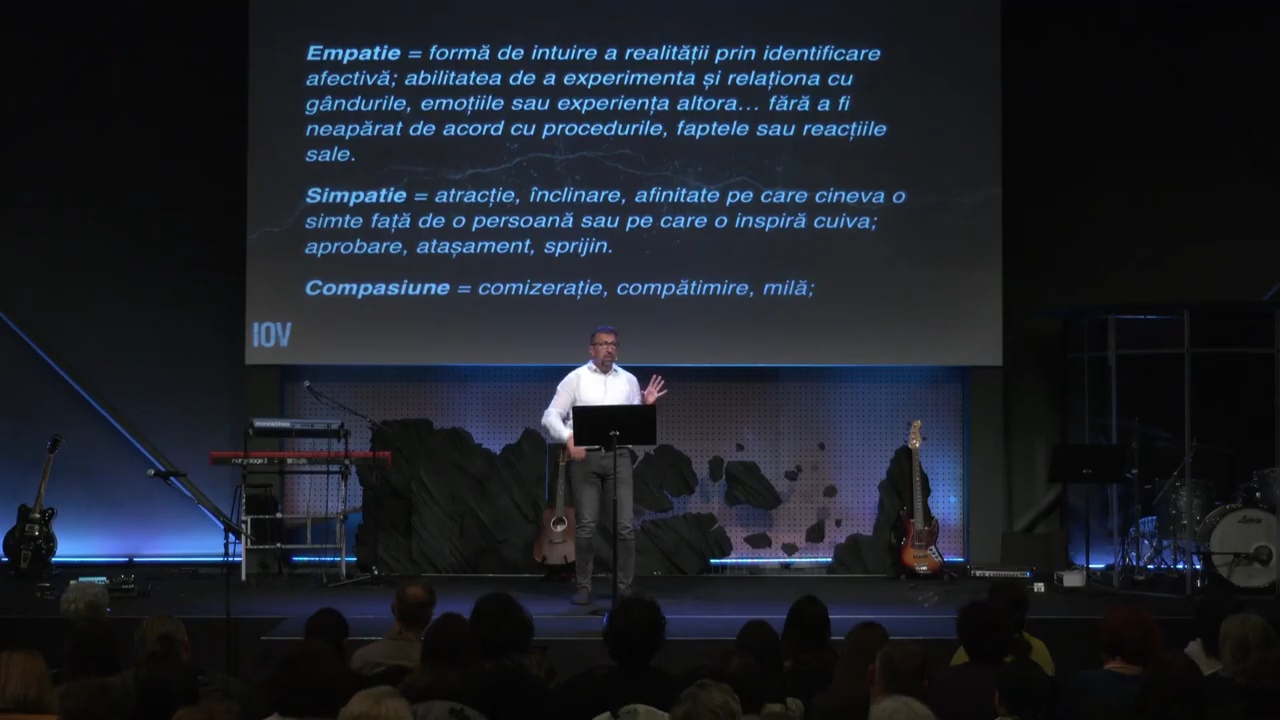 Empatie = formă de intuire a realității prin identificare
afectivă; abilitatea de a experimenta și relaționa cu
gândurile, emoțiile sau experiența altora... fără a fi
neapărat de acord cu procedurile, faptele sau reacțiile
sale.
Simpatie = atracție, înclinare, afinitate pe care cineva o
simte față de o persoană sau pe care o inspiră cuiva;
aprobare, atașament, sprijin.
Compasiune = comizerație, compătimire, milă;
IOV